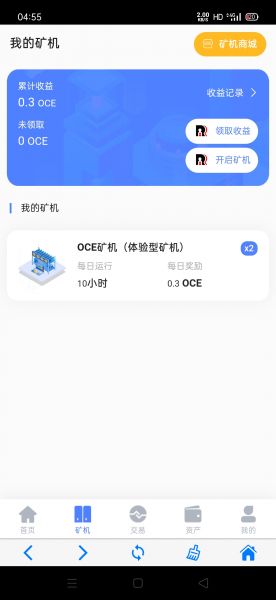 04:55
2.00 KB/S HD 4G
我的矿机
矿机商城
累计收益
0.3 OCE
收益记录
未领取
0 OCE
领取收益
开启矿机
我的矿机
OCE矿机（体验型矿机）
x2
每日运行 每日奖励
10小时 0.3 OCE
首页 矿机 交易 资产 我的